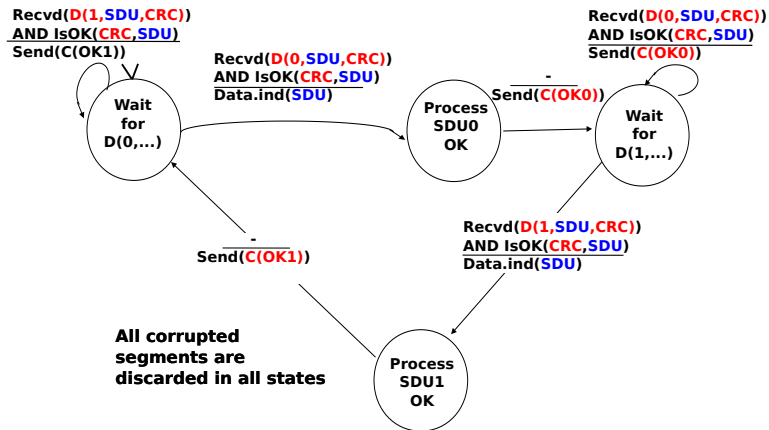 Recvd(D(1,SDU,CRC))
AND IsOK(CRC,SDU)
Send(C(OK1))
Recvd(D(0,SDU,CRC))
AND IsOK(CRC,SDU)
Data.ind(SDU)
Recvd(D(0,SDU,CRC))
AND IsOK(CRC,SDU)
Send(C(OK0))
-
Send(C(OK0))
Wait
for
D(0,...)
Process
SDU0
OK
Wait
for
D(1,...)
Recvd(D(1,SDU,CRC))
AND IsOK(CRC,SDU)
Data.ind(SDU)
-
Send(C(OK1))
All corrupted
segments are
discarded in all states
Process
SDU1
OK